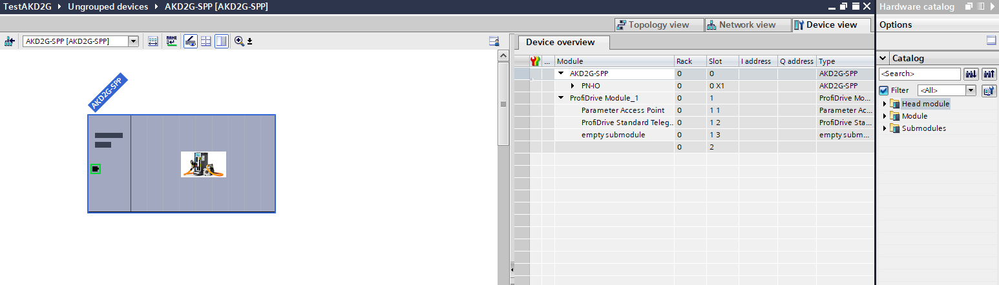 TestAKD2G ▸ Ungrouped devices ▸ AKD2G-SPP [AKD2G-SPP]
Hardware catalog
Topology view Network view Device view
Options
AKD2G-SPP [AKD2G-SPP]
NAME
Device overview
Catalog
... Module Rack Slot I address Q address Type
<Search>
AKD2G-SPP 0 0 AKD2G-SPP
PN-IO 0 0 X1 AKD2G-SPP
Filter <All>
ProfiDrive Module_1 0 1 ProfiDrive Mo...
Head module
Parameter Access Point 0 1 1 Parameter Ac...
Module
ProfiDrive Standard Teleg... 0 1 2 ProfiDrive Sta...
Submodules
empty submodule 0 1 3 empty subm...
0 2
AKD2G-SPP